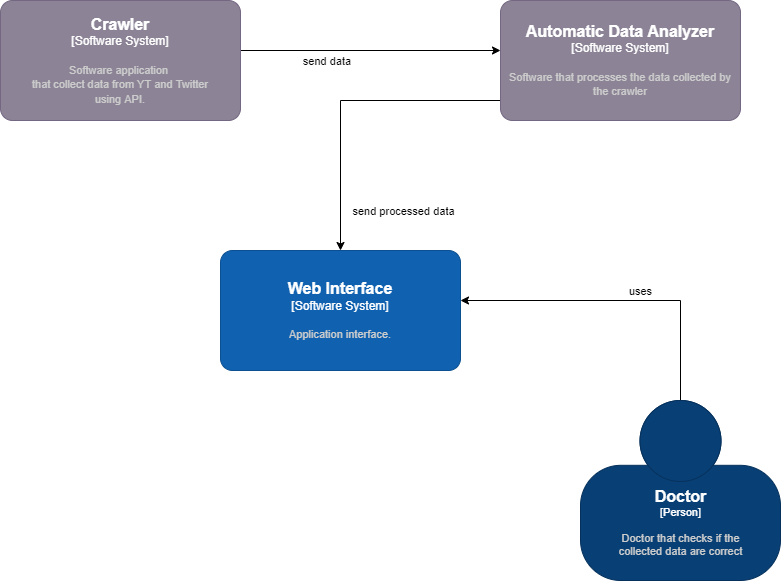 Crawler
[Software System]
Software application
that collect data from YT and Twitter
using API.
send data
Automatic Data Analyzer
[Software System]
Software that processes the data collected by
the crawler
send processed data
Web Interface
[Software System]
Application interface.
uses
Doctor
[Person]
Doctor that checks if the
collected data are correct